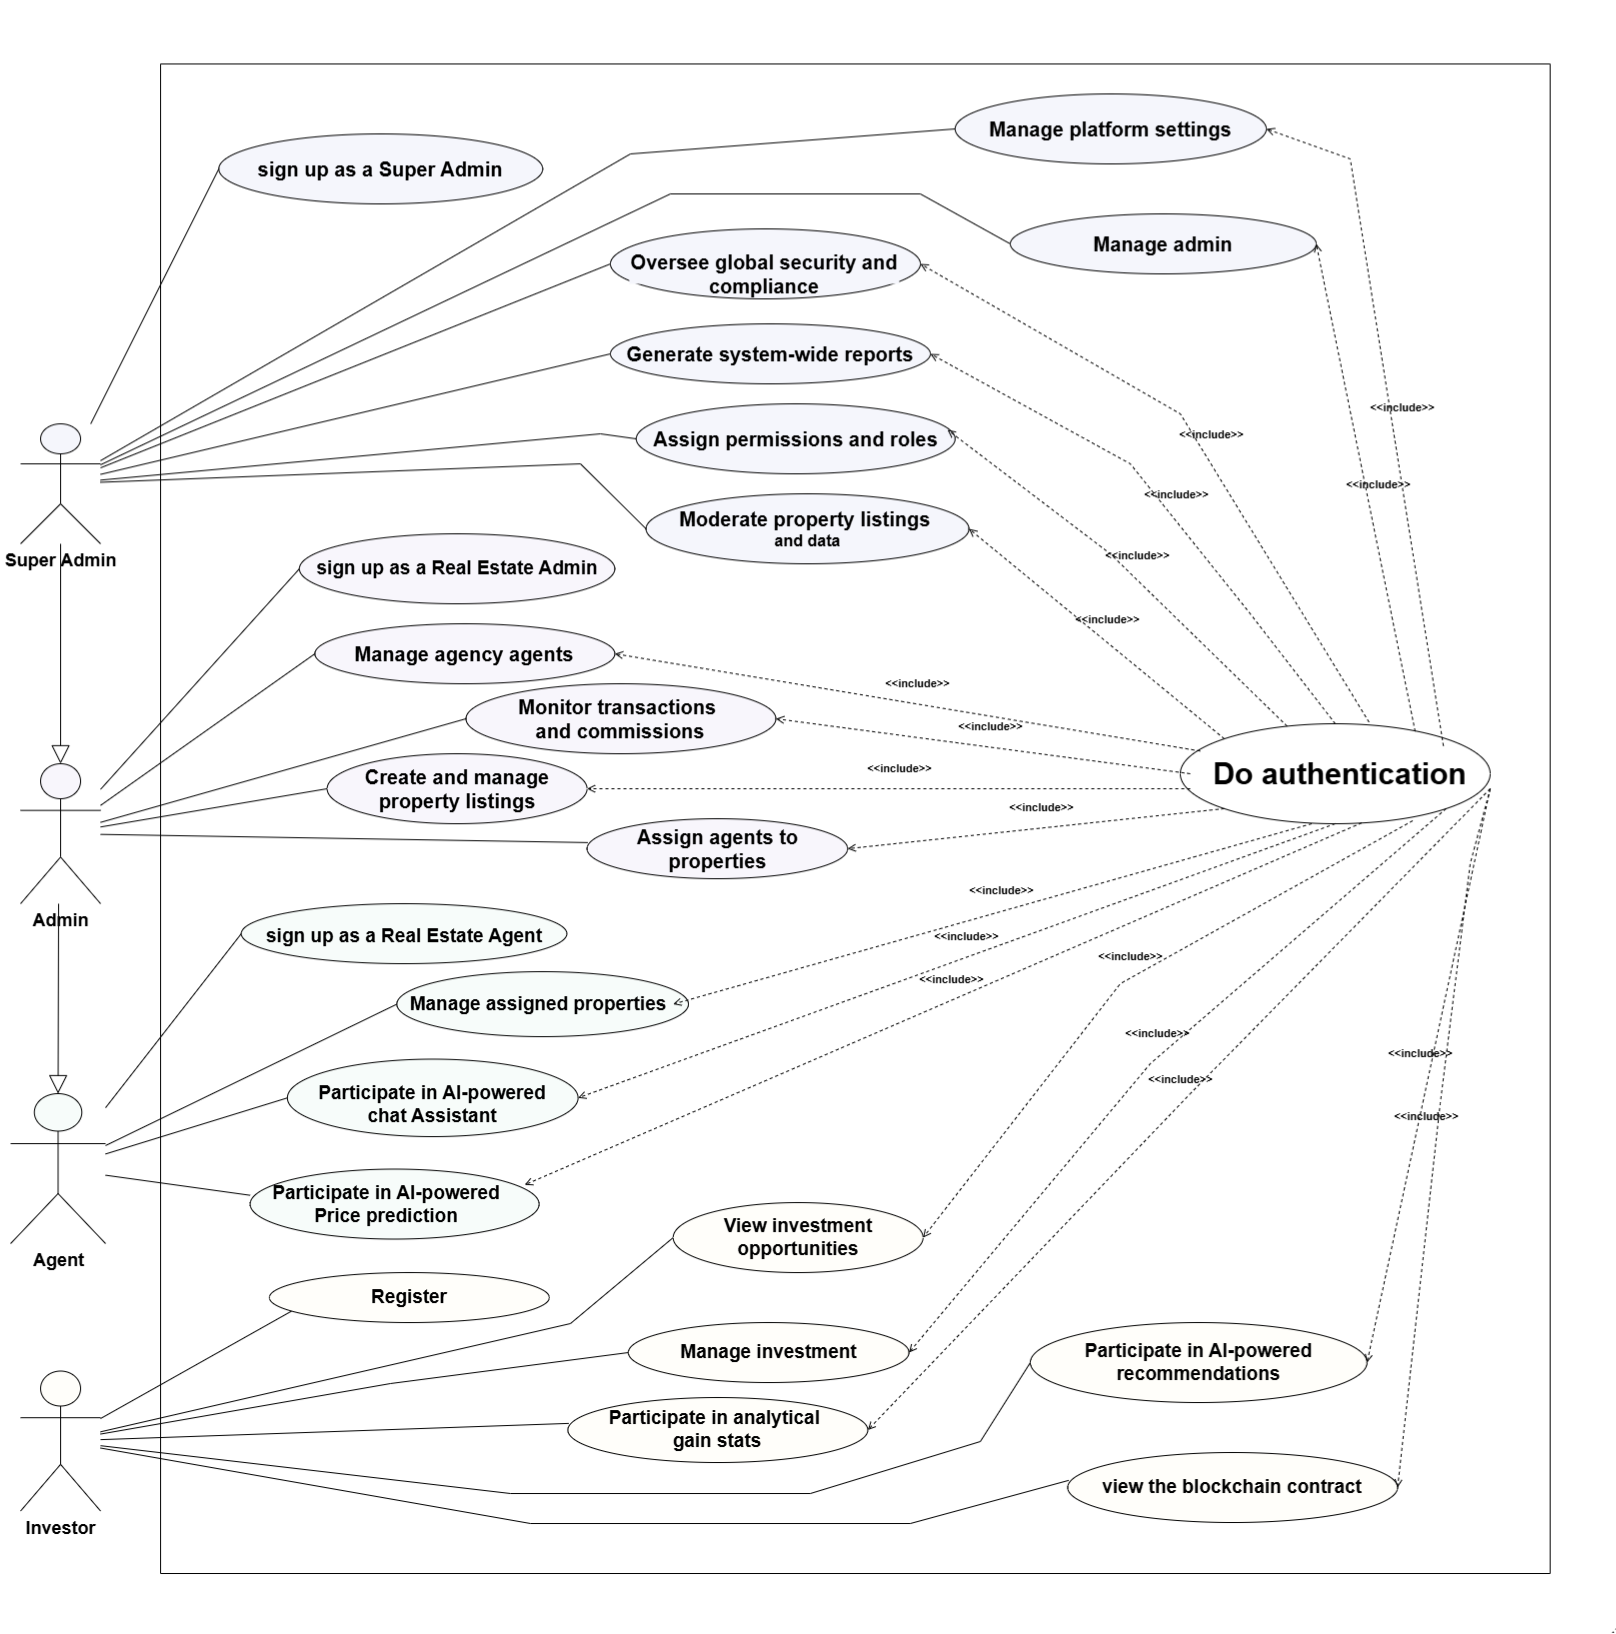 Manage platform settings
sign up as a Super Admin
Manage admin
Oversee global security and
compliance
Generate system-wide reports
<<include>>
<<include>>
Assign permissions and roles
<<include>>
<<include>>
Moderate property listings
and data
<<include>>
Super Admin
sign up as a Real Estate Admin
<<include>>
Manage agency agents
<<include>>
Monitor transactions
and commissions
<<include>>
Do authentication
<<include>>
Create and manage
property listings
<<include>>
Assign agents to
properties
<<include>>
Admin
sign up as a Real Estate Agent
<<include>>
<<include>>
<<include>>
Manage assigned properties
<<include>>
<<include>>
<<include>>
Participate in AI-powered
chat Assistant
<<include>>
Participate in AI-powered
Price prediction
View investment
opportunities
Agent
Register
Manage investment
Participate in AI-powered
recommendations
Participate in analytical
gain stats
view the blockchain contract
Investor